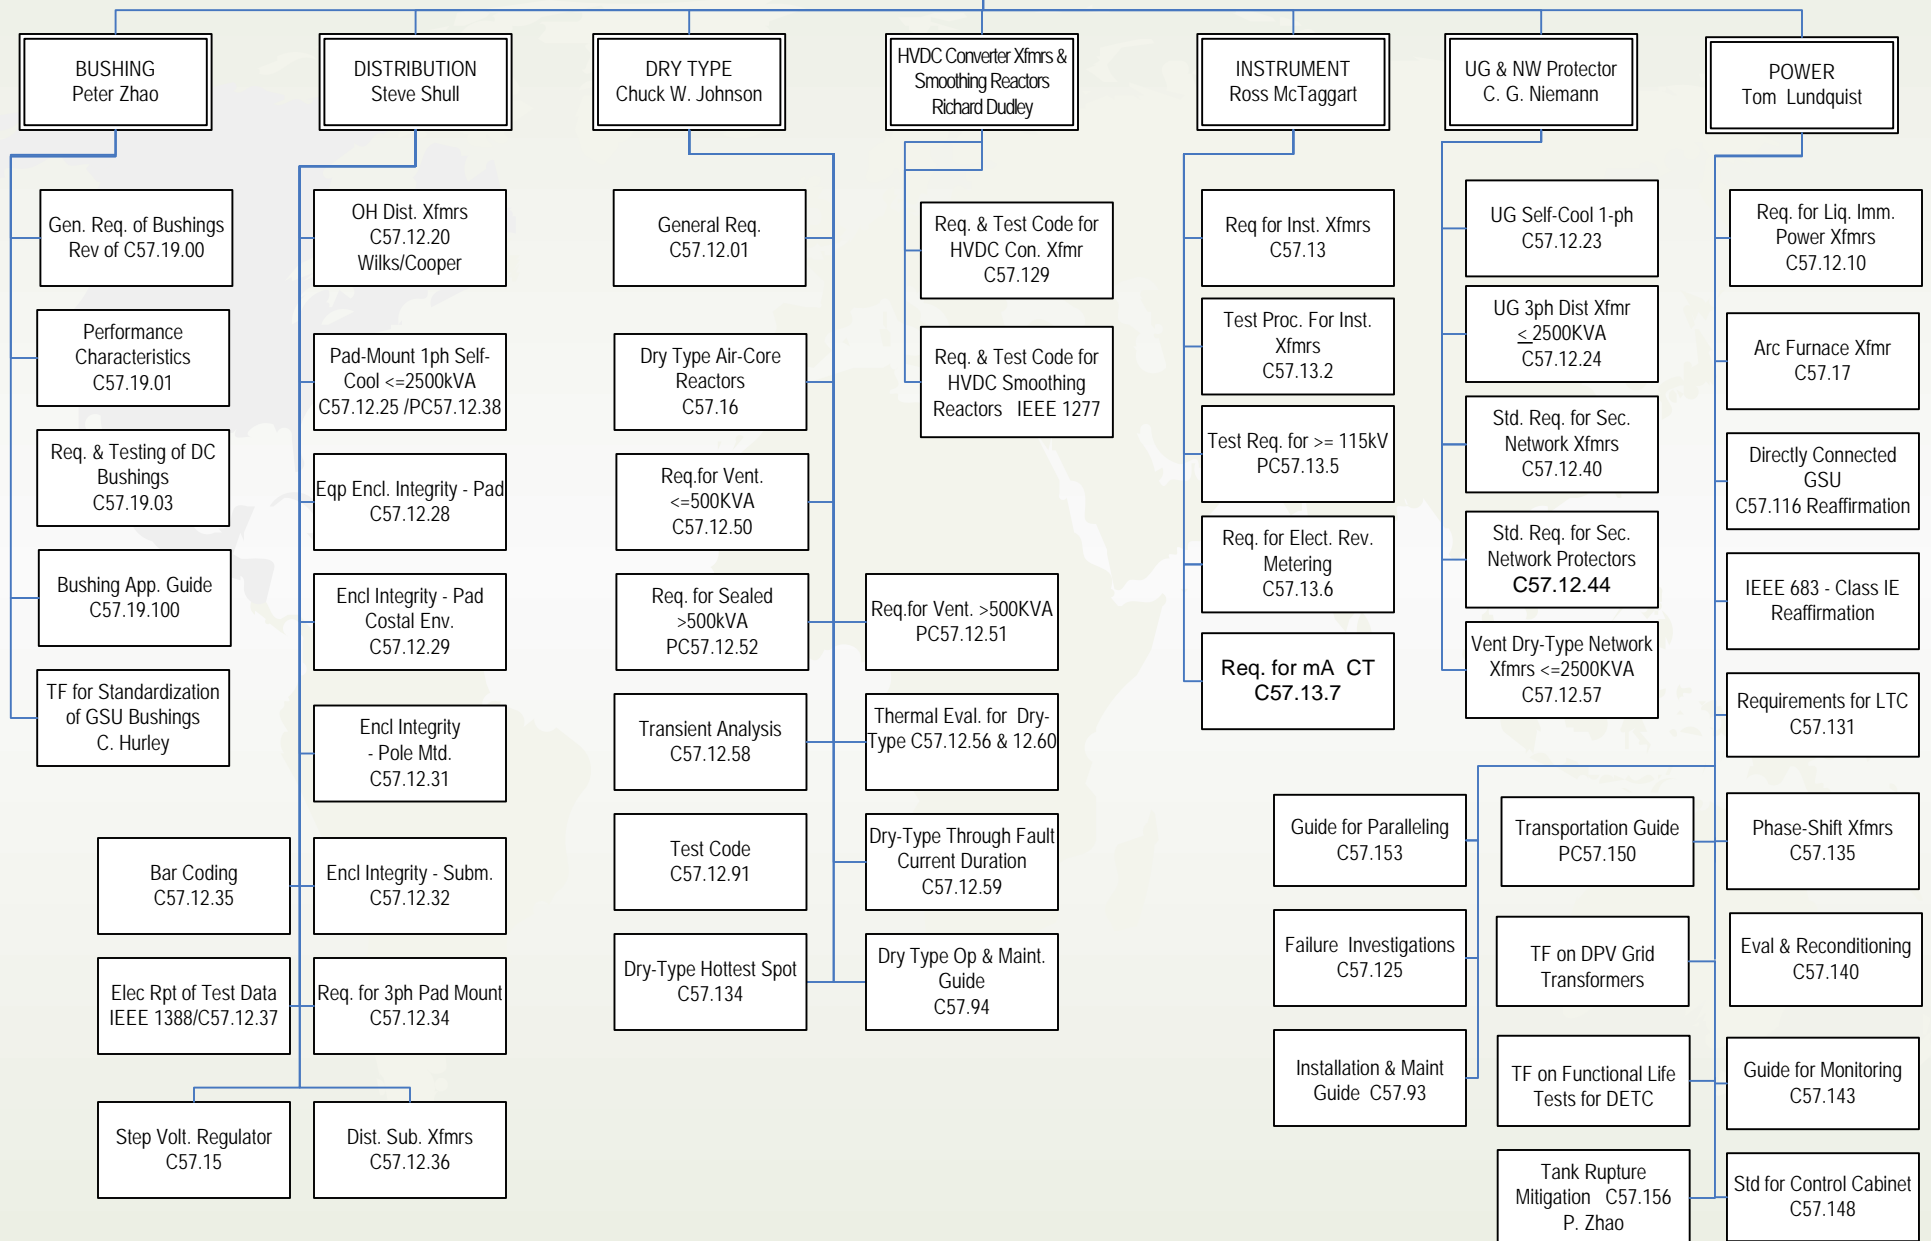 BUSHING
Peter Zhao
DISTRIBUTION
Steve Shull
DRY TYPE
Chuck W. Johnson
HVDC Converter Xfmrs &
Smoothing Reactors
Richard Dudley
INSTRUMENT
Ross McTaggart
UG & NW Protector
C. G. Niemann
POWER
Tom Lundquist
Gen. Req. of Bushings
Rev of C57.19.00
Performance
Characteristics
C57.19.01
Req. & Testing of DC
Bushings
C57.19.03
Bushing App. Guide
C57.19.100
TF for Standardization
of GSU Bushings
C. Hurley
OH Dist. Xfmrs
C57.12.20
Wilks/Cooper
Pad-Mount 1ph Self-
Cool <=2500kVA
C57.12.25 /PC57.12.38
Eqp Encl. Integrity - Pad
C57.12.28
Encl Integrity - Pad
Costal Env.
C57.12.29
Encl Integrity
- Pole Mtd.
C57.12.31
Bar Coding
C57.12.35
Encl Integrity - Subm.
C57.12.32
Elec Rpt of Test Data
IEEE 1388/C57.12.37
Req. for 3ph Pad Mount
C57.12.34
Step Volt. Regulator
C57.15
Dist. Sub. Xfmrs
C57.12.36
General Req.
C57.12.01
Dry Type Air-Core
Reactors
C57.16
Req.for Vent.
<=500KVA
C57.12.50
Req. for Sealed
>500kVA
PC57.12.52
Req.for Vent. >500KVA
PC57.12.51
Transient Analysis
C57.12.58
Thermal Eval. for Dry-
Type C57.12.56 & 12.60
Test Code
C57.12.91
Dry-Type Through Fault
Current Duration
C57.12.59
Dry-Type Hottest Spot
C57.134
Dry Type Op & Maint.
Guide
C57.94
Req. & Test Code for
HVDC Con. Xfmr
C57.129
Req. & Test Code for
HVDC Smoothing
Reactors IEEE 1277
Req for Inst. Xfmrs
C57.13
Test Proc. For Inst.
Xfmrs
C57.13.2
Test Req. for >= 115kV
PC57.13.5
Req. for Elect. Rev.
Metering
C57.13.6
Req. for mA CT
C57.13.7
UG Self-Cool 1-ph
C57.12.23
UG 3ph Dist Xfmr
≤ 2500KVA
C57.12.24
Std. Req. for Sec.
Network Xfmrs
C57.12.40
Std. Req. for Sec.
Network Protectors
C57.12.44
Vent Dry-Type Network
Xfmrs <=2500KVA
C57.12.57
Req. for Liq. Imm.
Power Xfmrs
C57.12.10
Arc Furnace Xfmr
C57.17
Directly Connected
GSU
C57.116 Reaffirmation
IEEE 683 - Class IE
Reaffirmation
Requirements for LTC
C57.131
Guide for Paralleling
C57.153
Transportation Guide
PC57.150
Phase-Shift Xfmrs
C57.135
Failure Investigations
C57.125
TF on DPV Grid
Transformers
Eval & Reconditioning
C57.140
Installation & Maint
Guide C57.93
TF on Functional Life
Tests for DETC
Guide for Monitoring
C57.143
Tank Rupture
Mitigation C57.156
P. Zhao
Std for Control Cabinet
C57.148